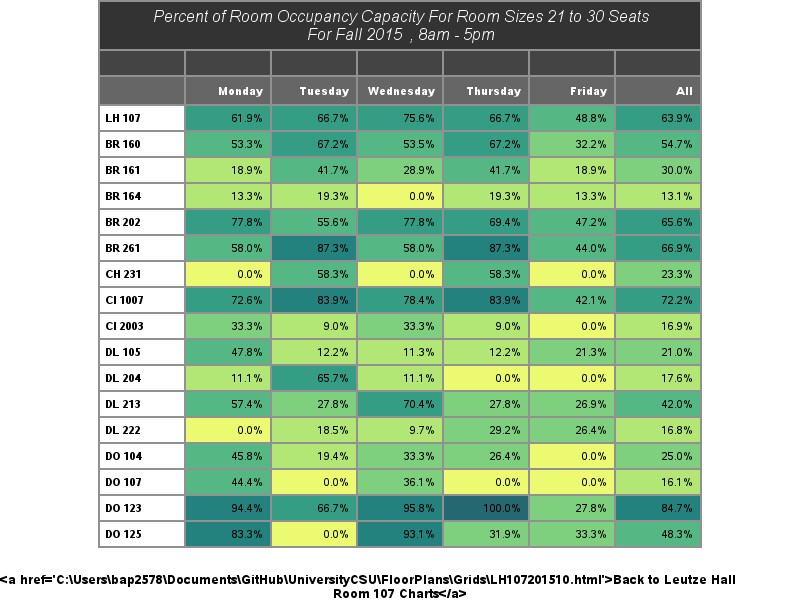 Percent of Room Occupancy Capacity For Room Sizes 21 to 30 Seats
For Fall 2015 , 8am - 5pm
Monday Tuesday Wednesday Thursday Friday All
LH 107 61.9% 66.7% 75.6% 66.7% 48.8% 63.9%
BR 160 53.3% 67.2% 53.5% 67.2% 32.2% 54.7%
BR 161 18.9% 41.7% 28.9% 41.7% 18.9% 30.0%
BR 164 13.3% 19.3% 0.0% 19.3% 13.3% 13.1%
BR 202 77.8% 55.6% 77.8% 69.4% 47.2% 65.6%
BR 261 58.0% 87.3% 58.0% 87.3% 44.0% 66.9%
CH 231 0.0% 58.3% 0.0% 58.3% 0.0% 23.3%
CI 1007 72.6% 83.9% 78.4% 83.9% 42.1% 72.2%
CI 2003 33.3% 9.0% 33.3% 9.0% 0.0% 16.9%
DL 105 47.8% 12.2% 11.3% 12.2% 21.3% 21.0%
DL 204 11.1% 65.7% 11.1% 0.0% 0.0% 17.6%
DL 213 57.4% 27.8% 70.4% 27.8% 26.9% 42.0%
DL 222 0.0% 18.5% 9.7% 29.2% 26.4% 16.8%
DO 104 45.8% 19.4% 33.3% 26.4% 0.0% 25.0%
DO 107 44.4% 0.0% 36.1% 0.0% 0.0% 16.1%
DO 123 94.4% 66.7% 95.8% 100.0% 27.8% 84.7%
DO 125 83.3% 0.0% 93.1% 31.9% 33.3% 48.3%
<a href='C:\Users\bap2578\Documents\GitHub\UniversityCSU\FloorPlans\Grids\LH107201510.html'>Back to Leutze Hall
Room 107 Charts</a>